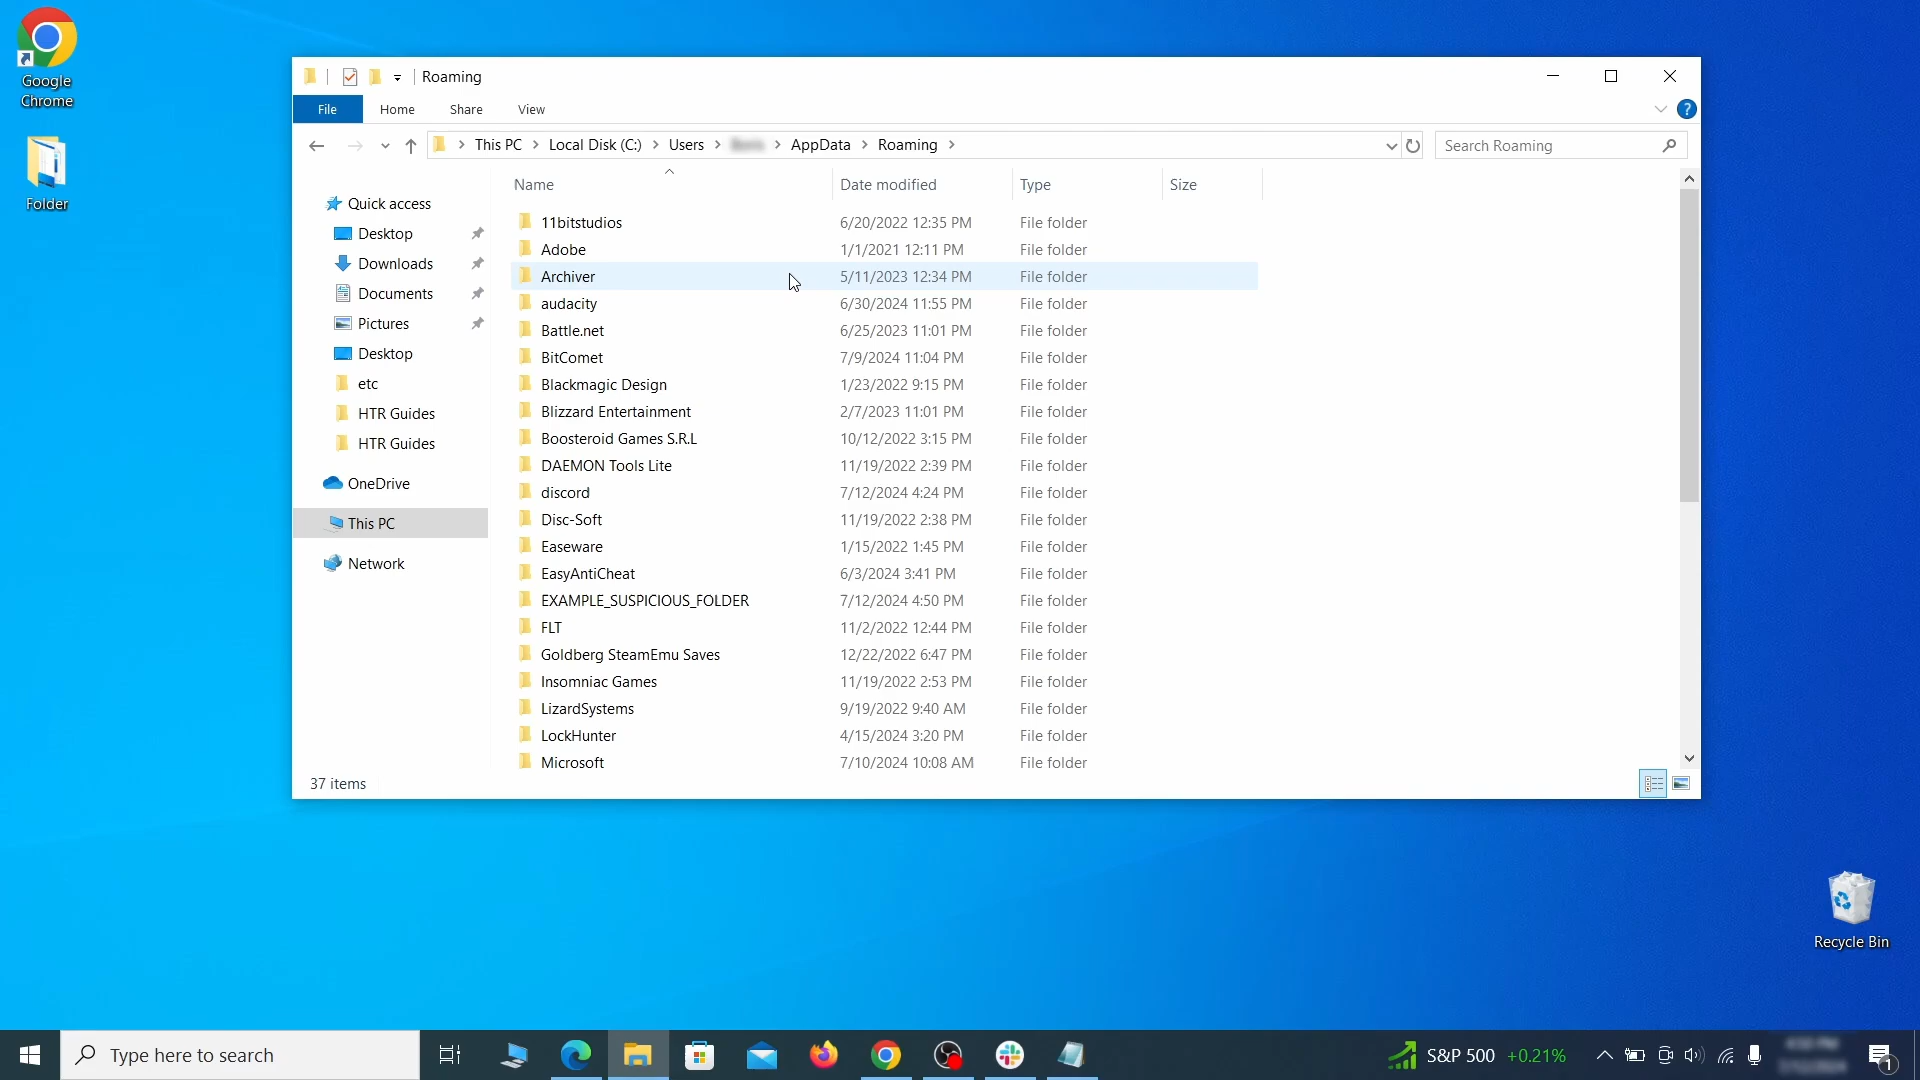 Google
Chrome
Folder
Roaming
File Home Share View ?
This PC Local Disk (C:) Users AppData Roaming
Search Roaming
Name Date modified Type Size
Quick access
Desktop
Downloads
Documents
Pictures
Desktop
etc
HTR Guides
HTR Guides
OneDrive
This PC
Network
11bitstudios 6/20/2022 12:35 PM File folder
Adobe 1/1/2021 12:11 PM File folder
Archiver 5/11/2023 12:34 PM File folder
audacity 6/30/2024 11:55 PM File folder
Battle.net 6/25/2023 11:01 PM File folder
BitComet 7/9/2024 11:04 PM File folder
Blackmagic Design 1/23/2022 9:15 PM File folder
Blizzard Entertainment 2/7/2023 11:01 PM File folder
Boosteroid Games S.R.L 10/12/2022 3:15 PM File folder
DAEMON Tools Lite 11/19/2022 2:39 PM File folder
discord 7/12/2024 4:24 PM File folder
Disc-Soft 11/19/2022 2:38 PM File folder
Easeware 1/15/2022 1:45 PM File folder
EasyAntiCheat 6/3/2024 3:41 PM File folder
EXAMPLE_SUSPICIOUS_FOLDER 7/12/2024 4:50 PM File folder
FLT 11/2/2022 12:44 PM File folder
Goldberg SteamEmu Saves 12/22/2022 6:47 PM File folder
Insomniac Games 11/19/2022 2:53 PM File folder
LizardSystems 9/19/2022 9:40 AM File folder
LockHunter 4/15/2024 3:20 PM File folder
Microsoft 7/10/2024 10:08 AM File folder
37 items
Recycle Bin
Type here to search
S&P 500 +0.21%
1